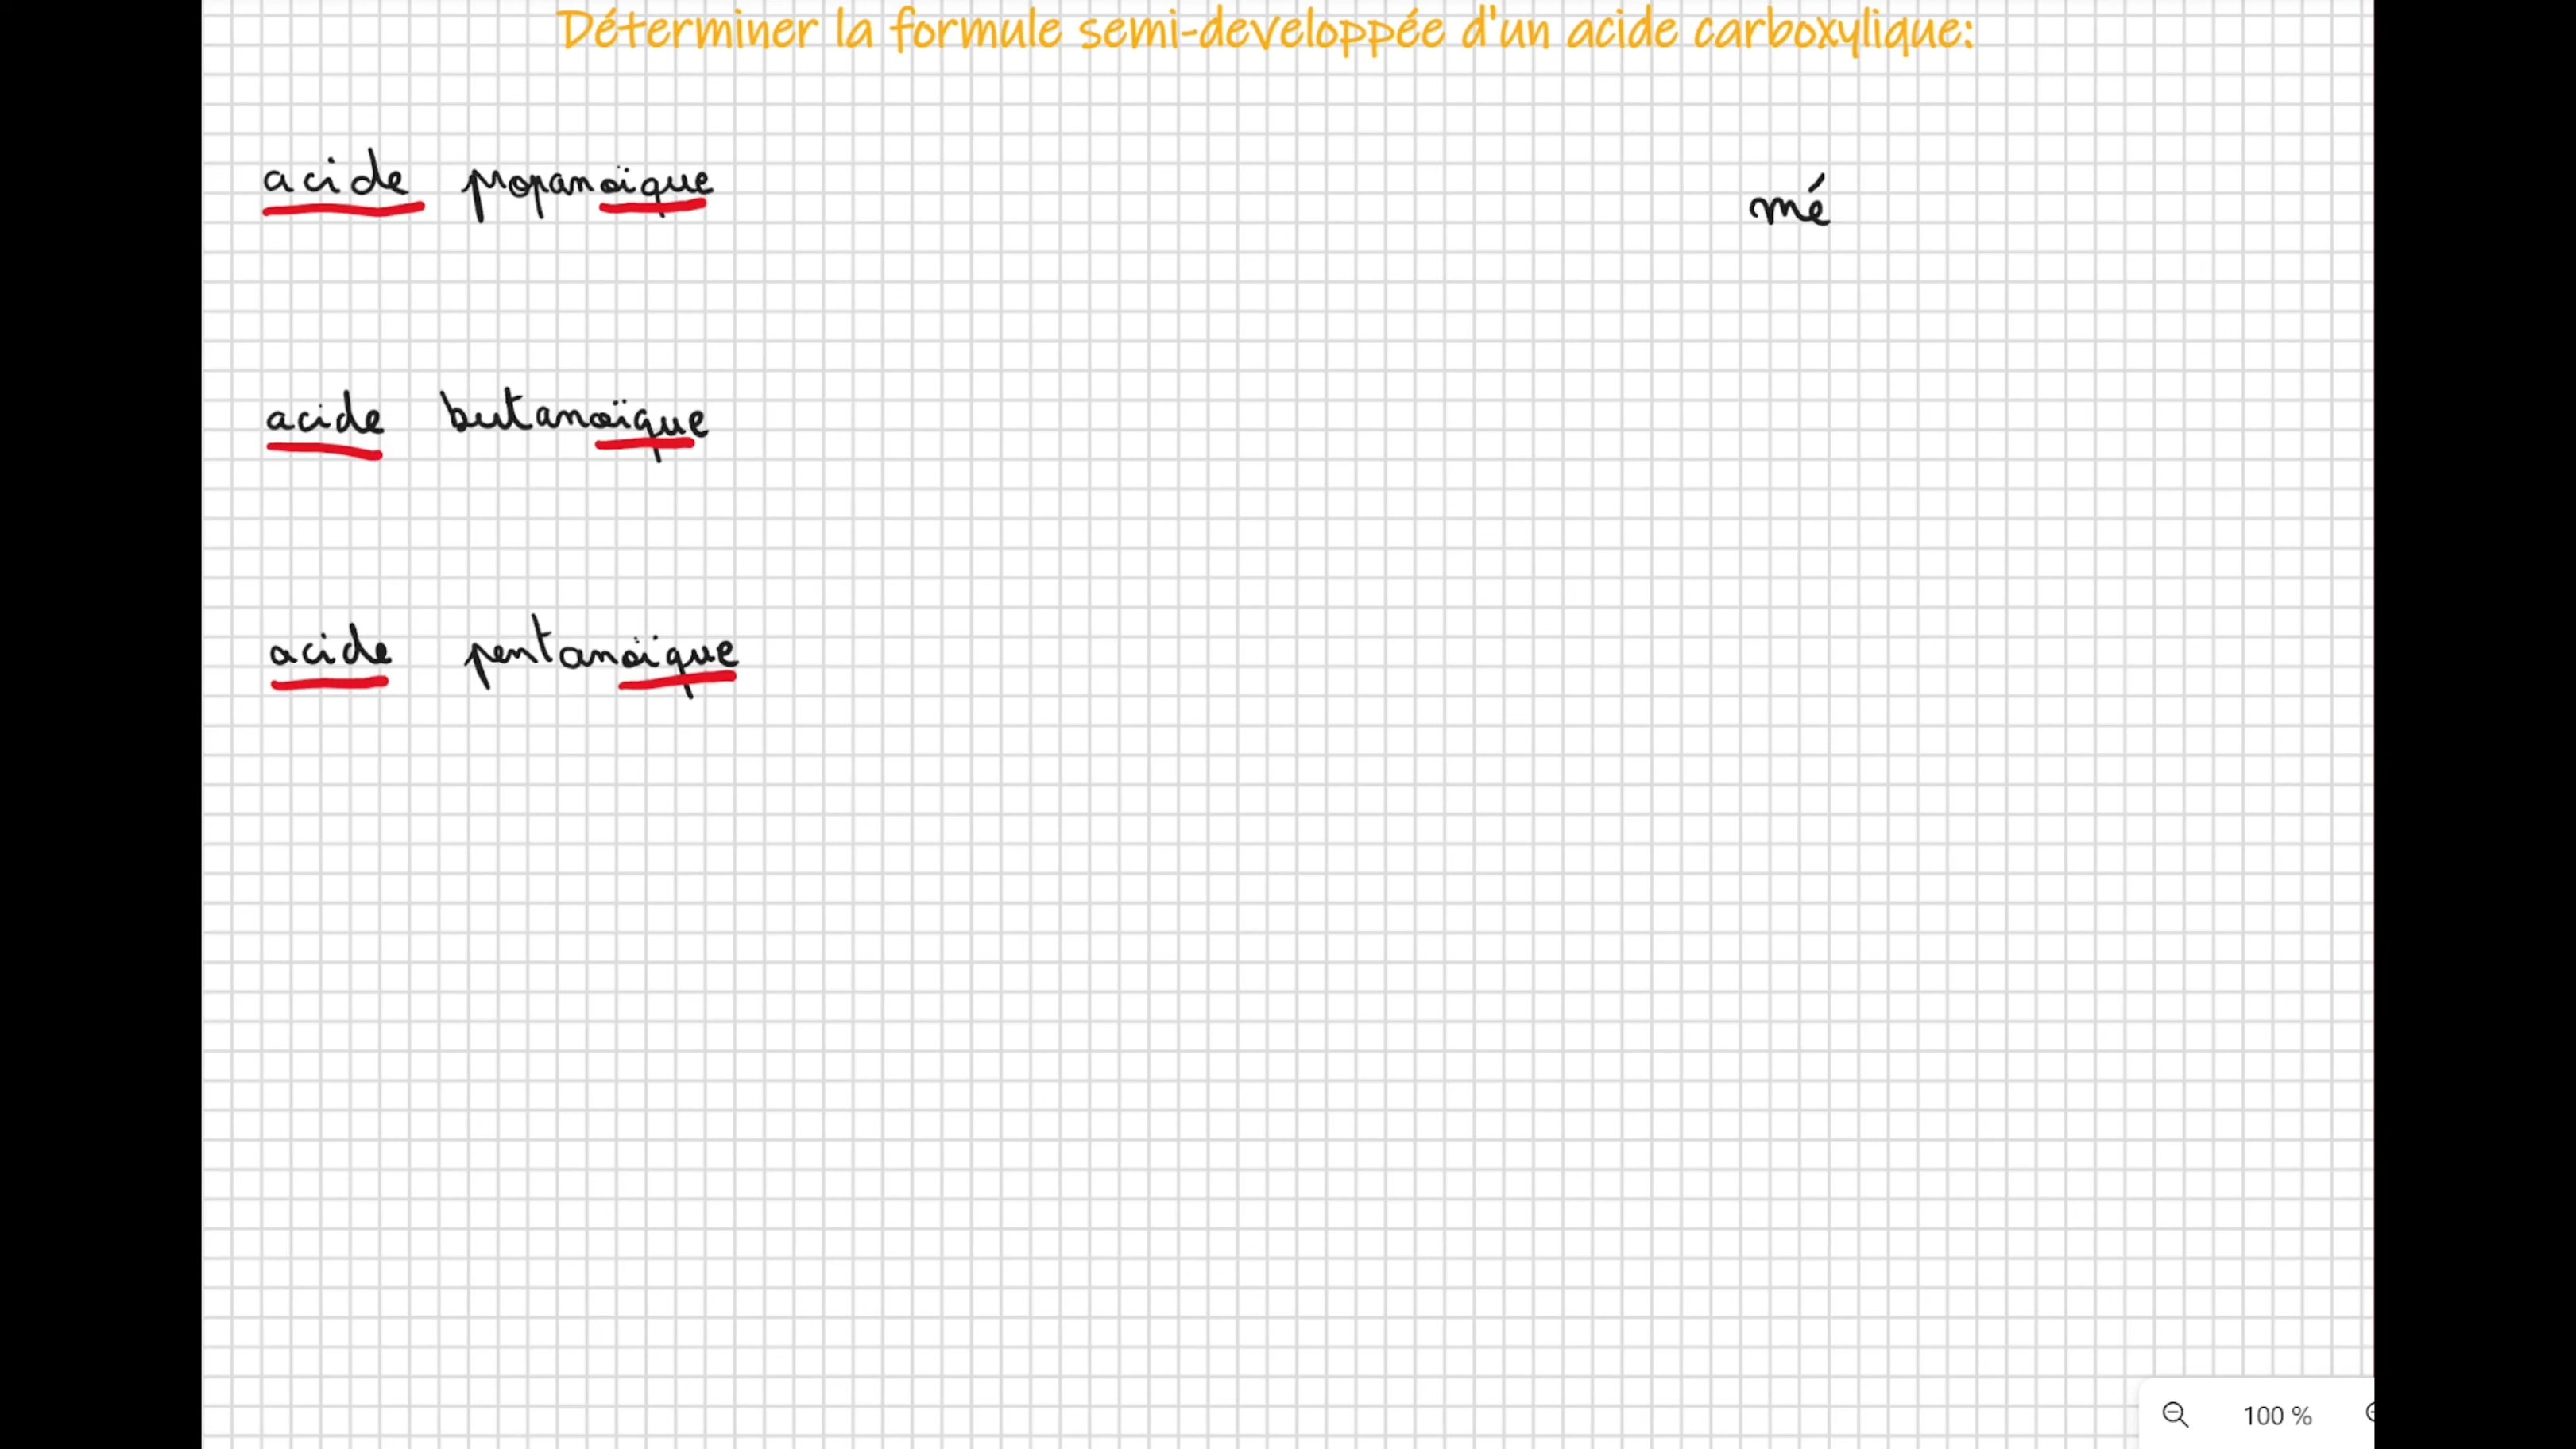 Déterminer la formule semi-developpée d'un acide carboxylique:
acide propanoïque
mé
acide butanoïque
acide pentanoïque
100 %